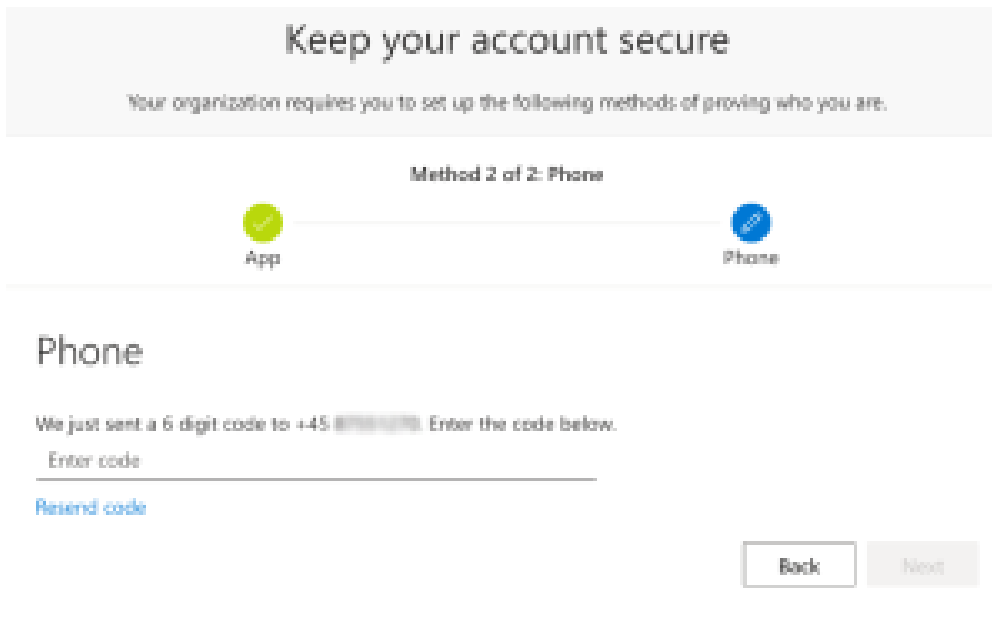 Keep your account secure
Your organization requires you to set up the following methods of proving who you are.
Method 2 of 2: Phone
App
Phone
Phone
We just sent a 6 digit code to +45 . Enter the code below.
Enter code
Resend code
Back
Next